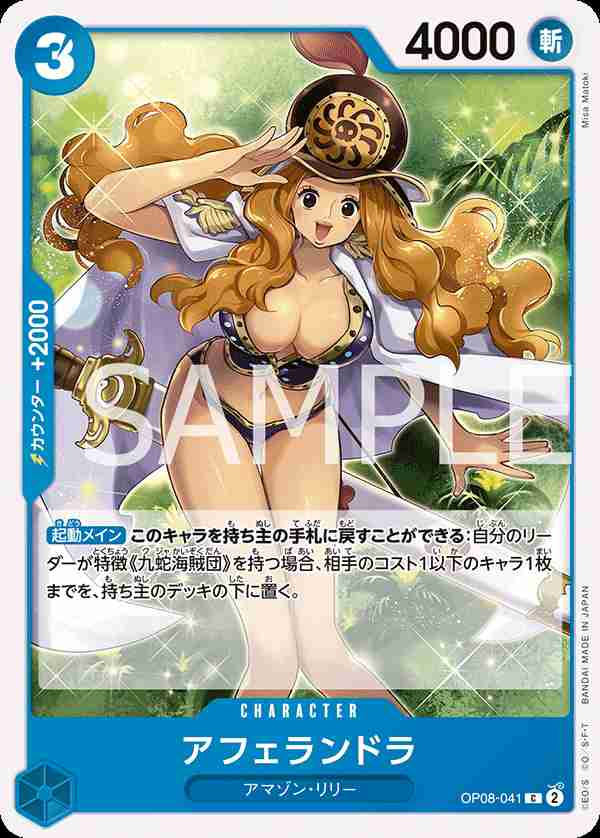 3
4000
斬
Misa Matoki
カウンター +2000
SAMPLE
起動メイン このキャラを持ち主の手札に戻すことができる:自分のリー
ダーが特徴《九蛇海賊団》を持つ場合、相手のコスト1以下のキャラ1枚
までを、持ち主のデッキの下に置く。
CHARACTER
アフェランドラ
アマゾン・リリー
OP08-041 C 2
©E.O/S ©O./S・F・T BANDAI MADE IN JAPAN